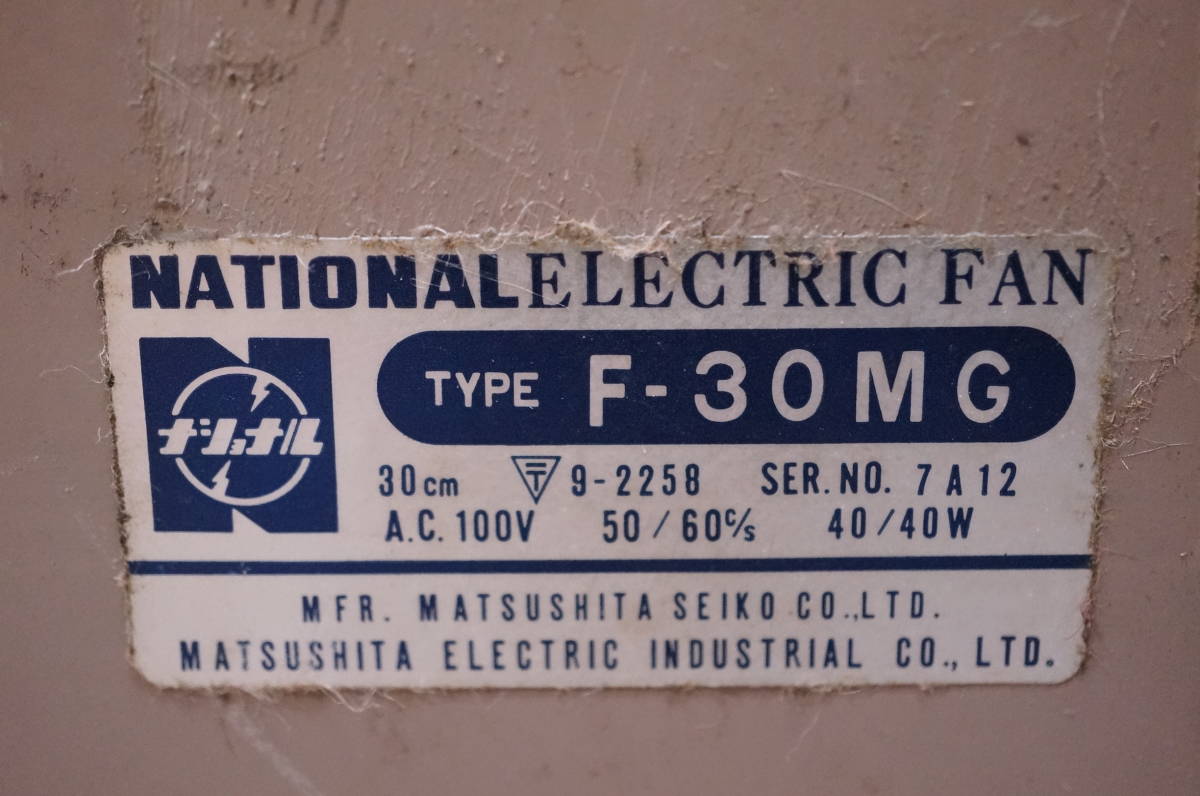 NATIONAL ELECTRIC FAN
ナショナル
TYPE F-30MG
30cm 〒 9-2258 SER. NO. 7A12
A.C. 100V 50/60c/s 40/40W
MFR. MATSUSHITA SEIKO CO.,LTD.
MATSUSHITA ELECTRIC INDUSTRIAL CO., LTD.